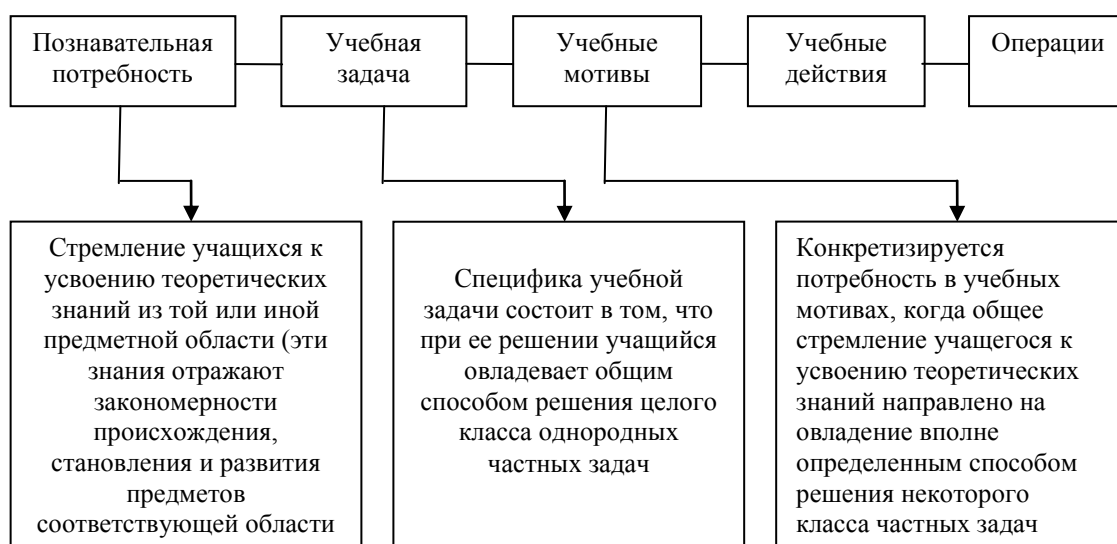 Познавательная
потребность
Учебная
задача
Учебные
мотивы
Учебные
действия
Операции
Стремление учащихся к
усвоению теоретических
знаний из той или иной
предметной области (эти
знания отражают
закономерности
происхождения,
становления и развития
предметов
соответствующей области
Специфика учебной
задачи состоит в том, что
при ее решении учащийся
овладевает общим
способом решения целого
класса однородных
частных задач
Конкретизируется
потребность в учебных
мотивах, когда общее
стремление учащегося к
усвоению теоретических
знаний направлено на
овладение вполне
определенным способом
решения некоторого
класса частных задач